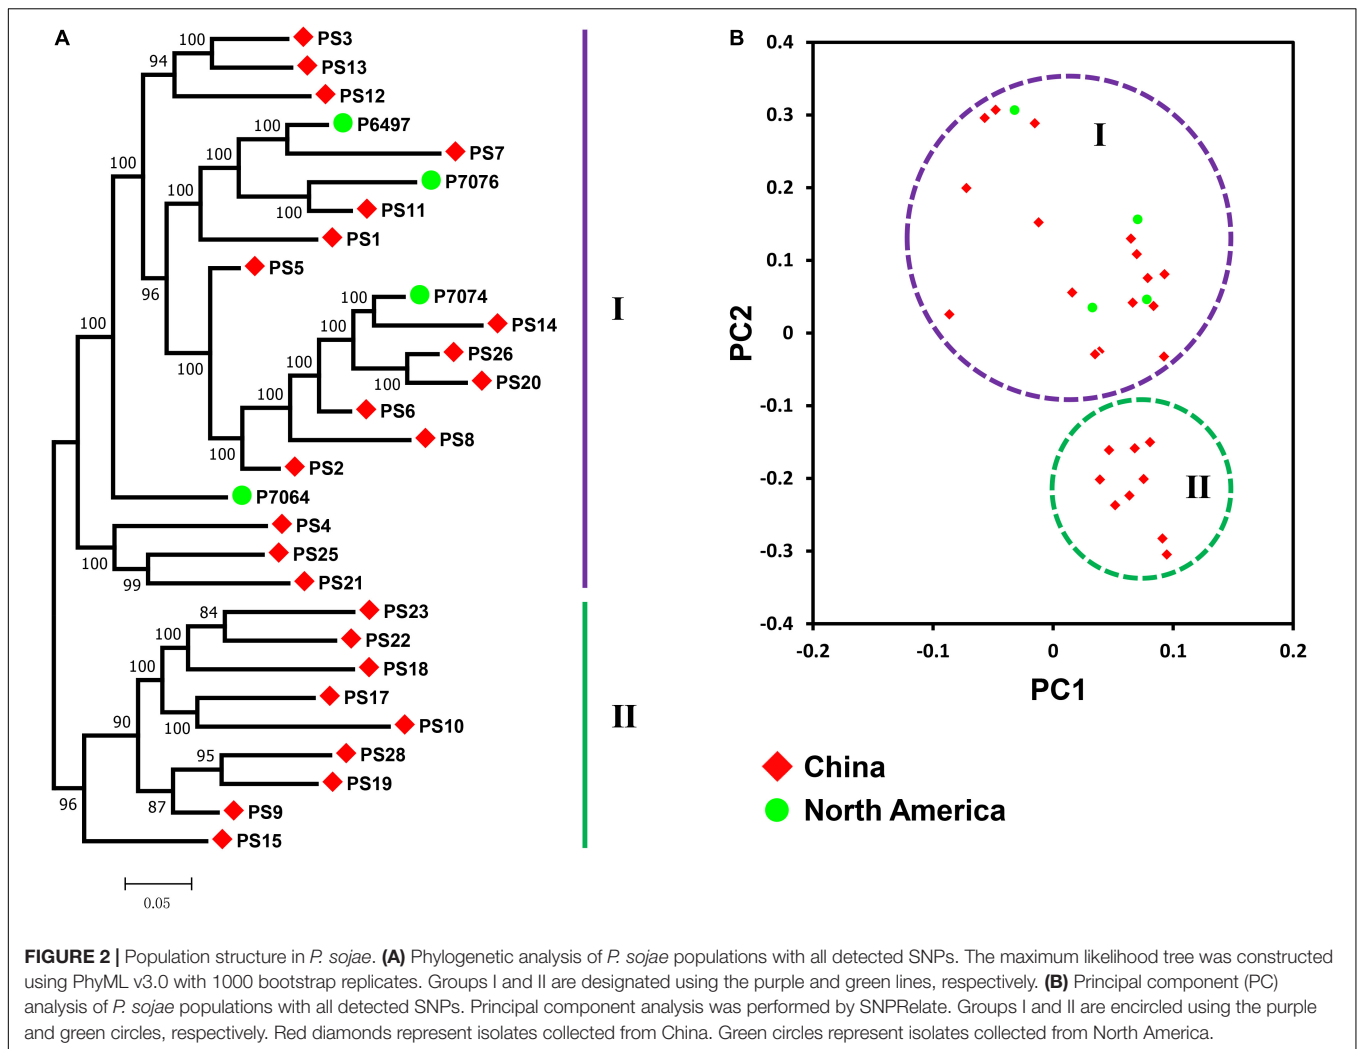 A
PS3
100
PS13
94
PS12
P6497
100
PS7
100
100
P7076
PS11
100
100
PS1
PS5
96
P7074
100
PS14
100
100
PS26
100
PS20
100
100
PS6
100
PS8
100
PS2
P7064
PS4
PS25
100
PS21
99
I
PS23
84
PS22
100
PS18
100
PS17
PS10
100
90
PS28
95
PS19
PS9
87
96
PS15
II
0.05
B
0.4
0.3
0.2
0.1
0
-0.1
-0.2
-0.3
-0.4
PC2
I
II
-0.2
-0.1
0
0.1
0.2
PC1
China
North America
FIGURE 2 | Population structure in P. sojae. (A) Phylogenetic analysis of P. sojae populations with all detected SNPs. The maximum likelihood tree was constructed
using PhyML v3.0 with 1000 bootstrap replicates. Groups I and II are designated using the purple and green lines, respectively. (B) Principal component (PC)
analysis of P. sojae populations with all detected SNPs. Principal component analysis was performed by SNPRelate. Groups I and II are encircled using the purple
and green circles, respectively. Red diamonds represent isolates collected from China. Green circles represent isolates collected from North America.